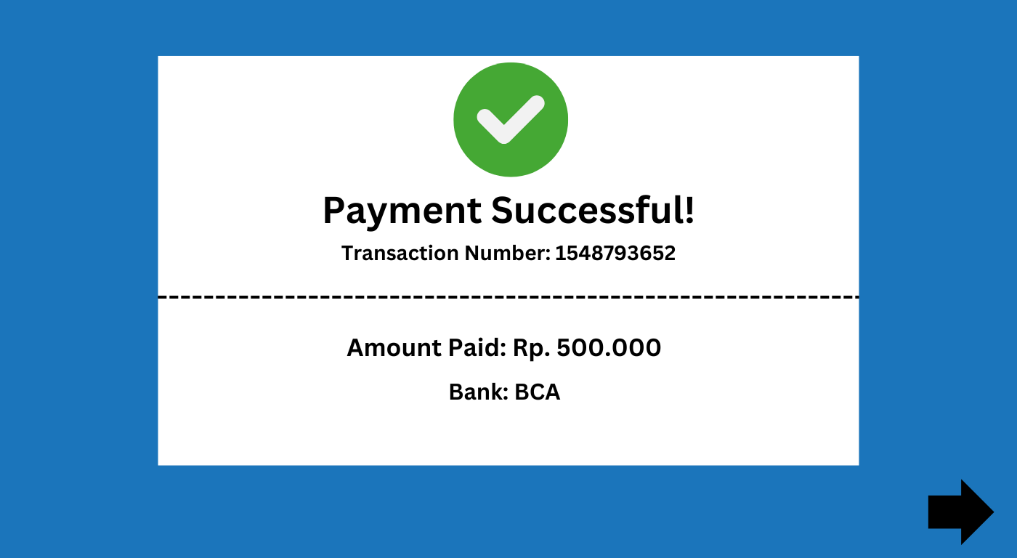 Payment Successful!
Transaction Number: 1548793652
Amount Paid: Rp. 500.000
Bank: BCA